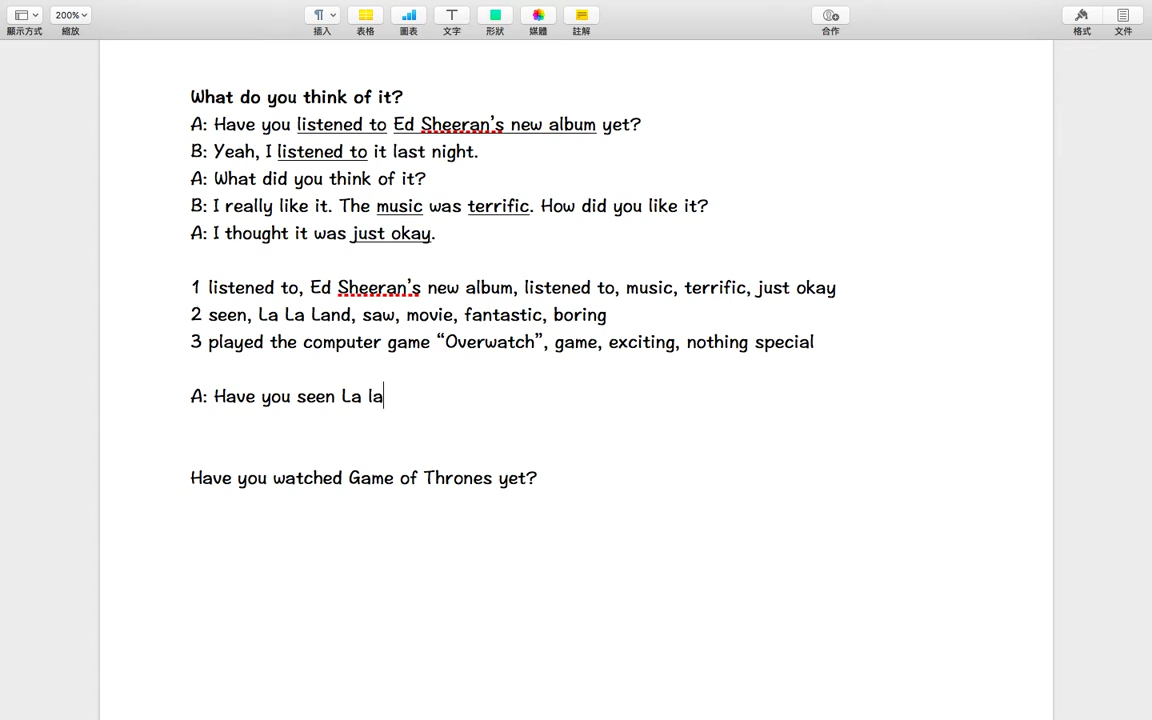 200%
顯示方式
縮放
插入
表格
圖表
文字
形狀
媒體
註解
合作
格式
文件
What do you think of it?
A: Have you listened to Ed Sheeran's new album yet?
B: Yeah, I listened to it last night.
A: What did you think of it?
B: I really like it. The music was terrific. How did you like it?
A: I thought it was just okay.
1 listened to, Ed Sheeran's new album, listened to, music, terrific, just okay
2 seen, La La Land, saw, movie, fantastic, boring
3 played the computer game “Overwatch”, game, exciting, nothing special
A: Have you seen La la
Have you watched Game of Thrones yet?